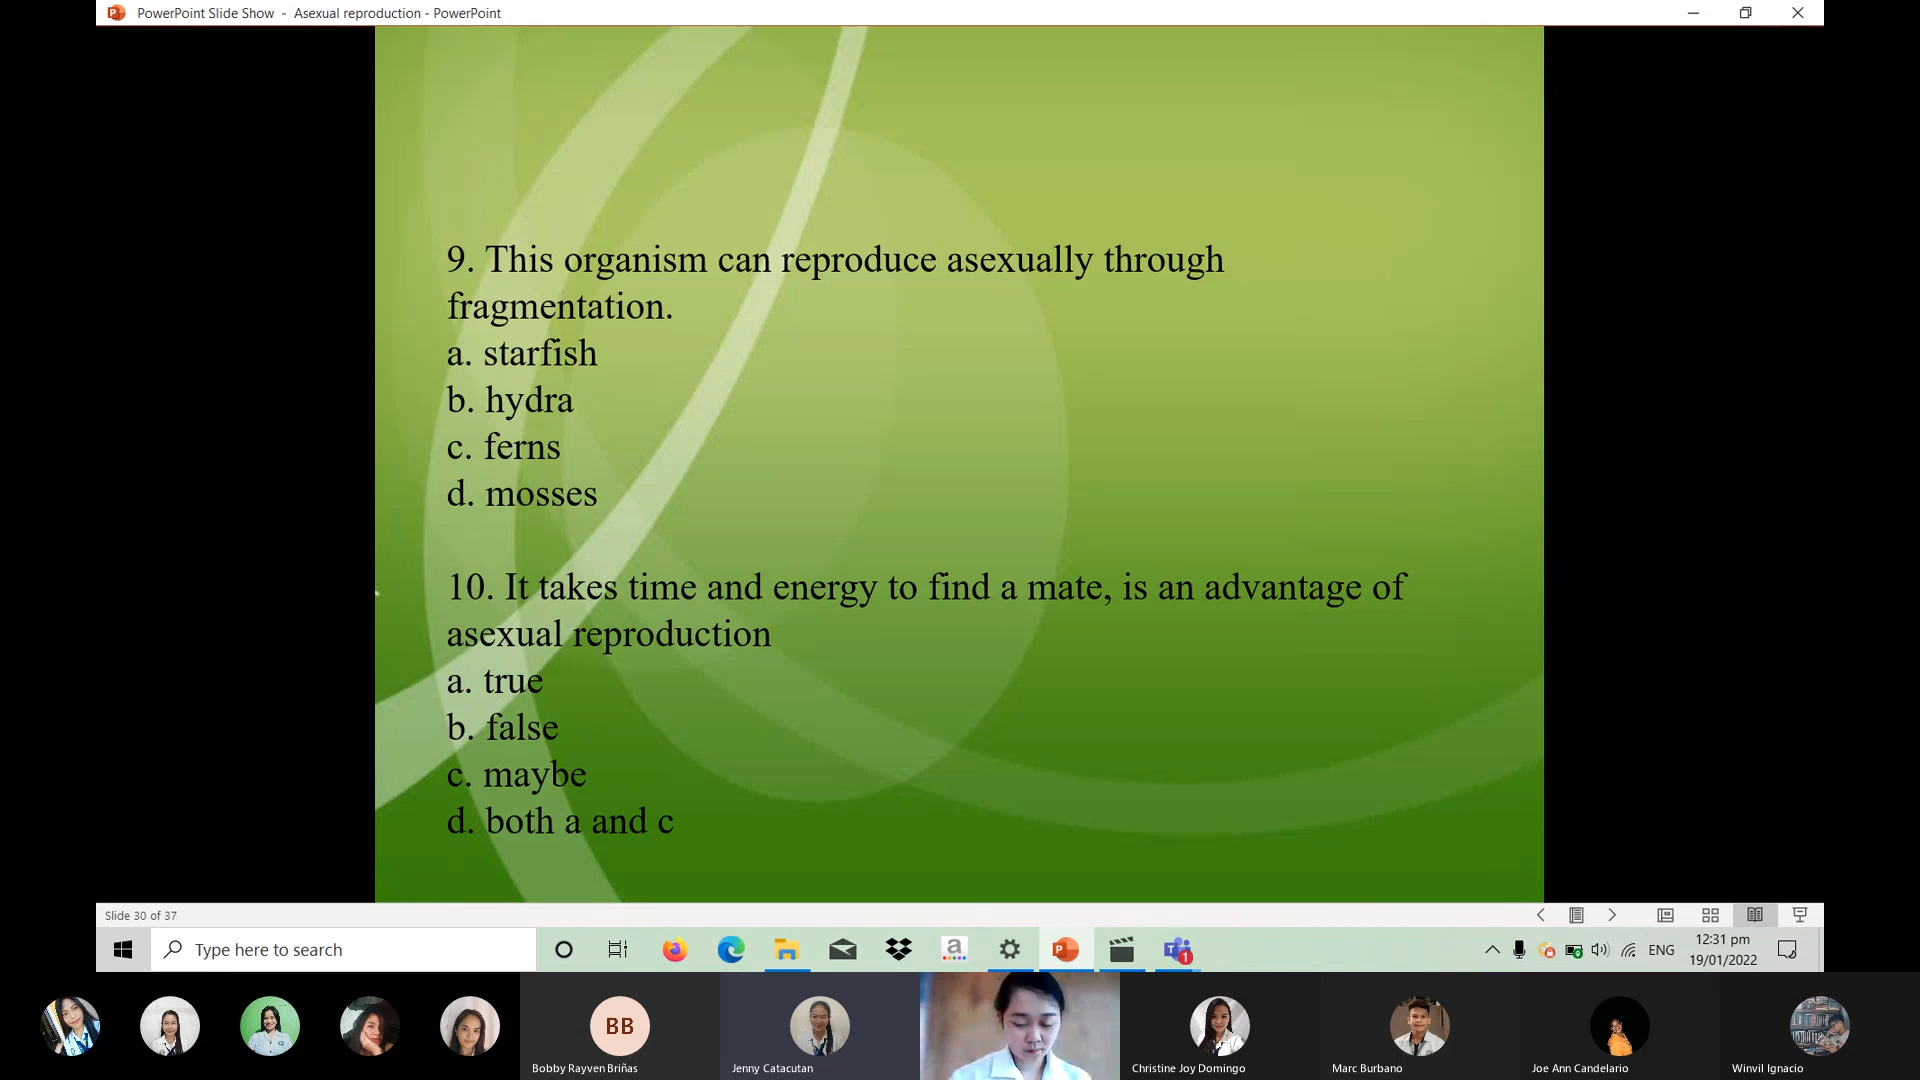 PowerPoint Slide Show - Asexual reproduction - PowerPoint
9. This organism can reproduce asexually through
fragmentation.
a. starfish
b. hydra
c. ferns
d. mosses
10. It takes time and energy to find a mate, is an advantage of
asexual reproduction
a. true
b. false
c. maybe
d. both a and c
Slide 30 of 37
Type here to search
a
1
ENG
12:31 pm
19/01/2022
BB
Bobby Rayven Briñas
Jenny Catacutan
Christine Joy Domingo
Marc Burbano
Joe Ann Candelario
Winvil Ignacio